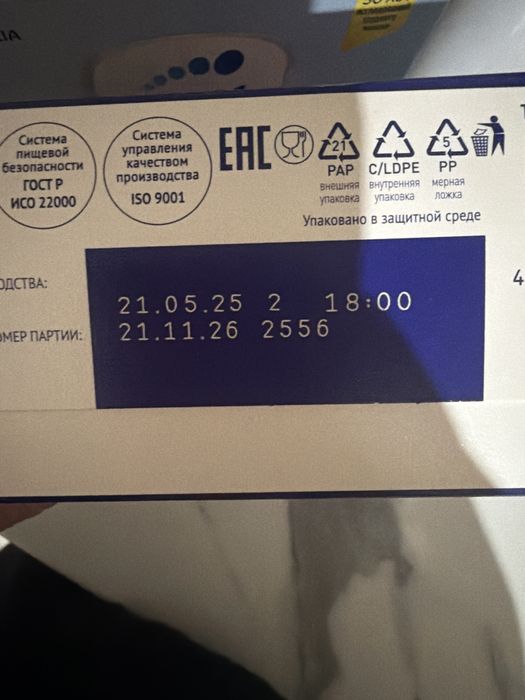 Система
пищевой
безопасности
ГОСТ Р
ИСО 22000
Система
управления
качеством
производства
ISO 9001
EAC
21
PAP
внешняя
упаковка
C/LDPE
внутренняя
упаковка
5
PP
мерная
ложка
Упаковано в защитной среде
ОДСТВА:
21.05.25 2 18:00
ОМЕР ПАРТИИ:
21.11.26 2556
4